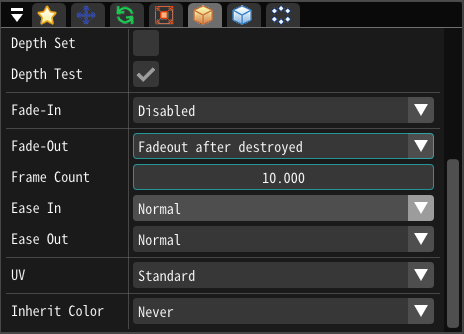 Depth Set
Depth Test
Fade-In Disabled
Fade-Out Fadeout after destroyed
Frame Count 10.000
Ease In Normal
Ease Out Normal
UV Standard
Inherit Color Never